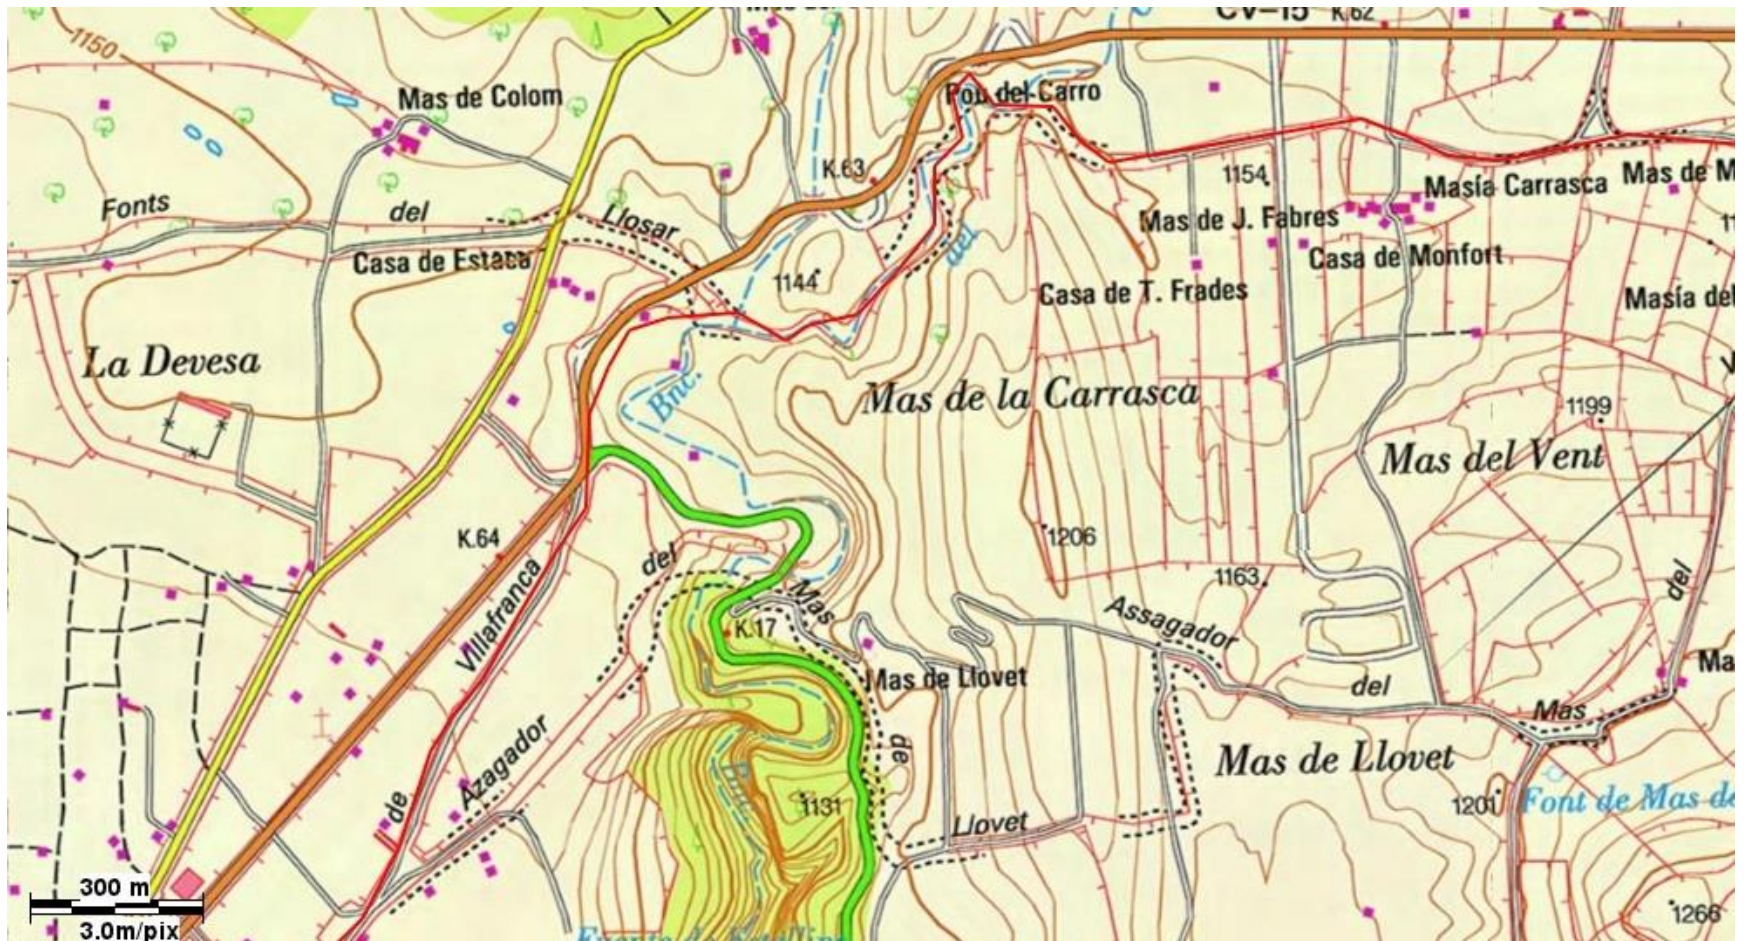 CV-15 K.62
1150
Mas de Colom
Pou del Carro
K.63
1154
Masía Carrasca
Mas de M
Fonts del Llosar
Mas de J. Fabres
Casa de Estaca
Casa de Monfort
1144
del
Casa de T. Frades
Masía del
La Devesa
Bnc.
Mas de la Carrasca
1199
Mas del Vent
K.64
1206
del
1163
del
Villafranca
Mas
Assagador
K.17
Mas de Llovet
Ma
del
Mas
de
Mas de Llovet
Azagador
Bnc.
1131
1201
Font de Mas de
de
Llovet
300 m
3.0m/pix
1266